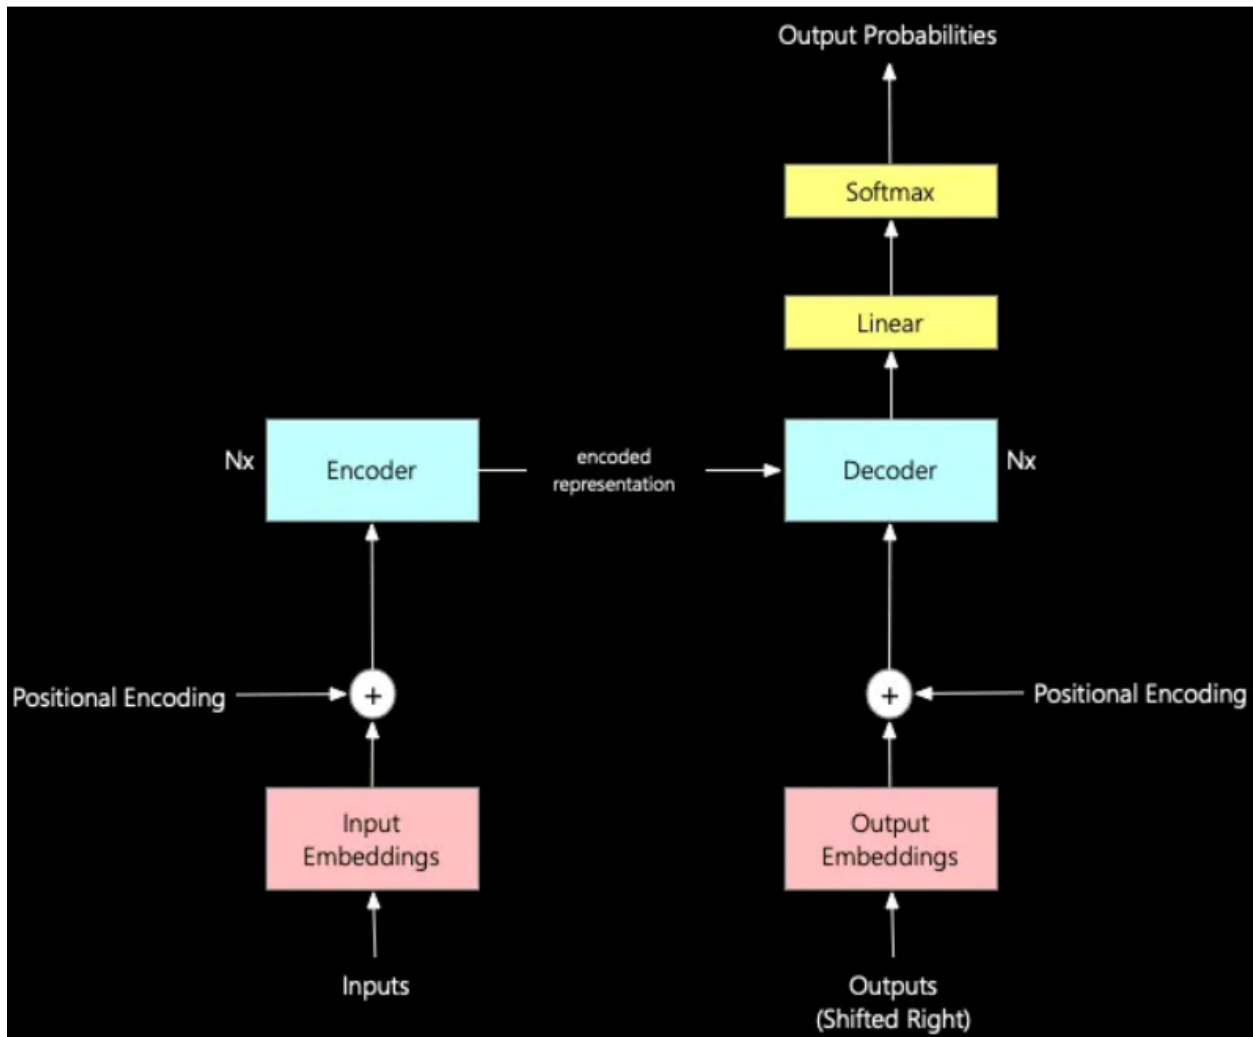 Output Probabilities
Softmax
Linear
Nx
Encoder
encoded
representation
Decoder
Nx
Positional Encoding
+
+
Positional Encoding
Input
Embeddings
Output
Embeddings
Inputs
Outputs
(Shifted Right)